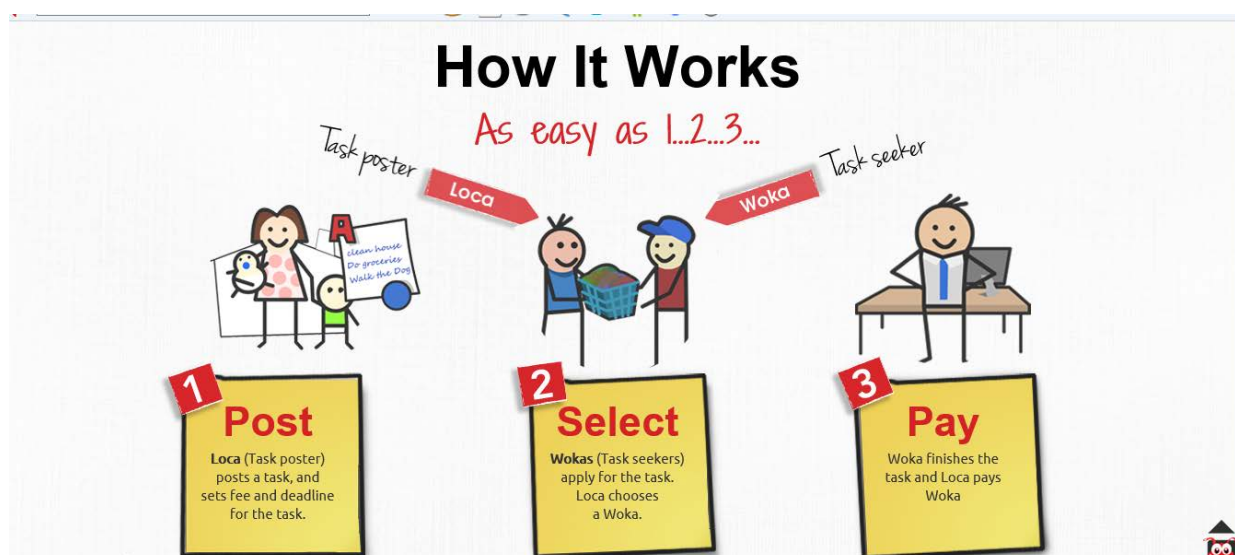 How It Works
As easy as 1...2...3...
Task poster
Loca
Woka
Task seeker
A
clean house
Do groceries
Walk the Dog
1
Post
Loca (Task poster)
posts a task, and
sets fee and deadline
for the task.
2
Select
Wokas (Task seekers)
apply for the task.
Loca chooses
a Woka.
3
Pay
Woka finishes the
task and Loca pays
Woka